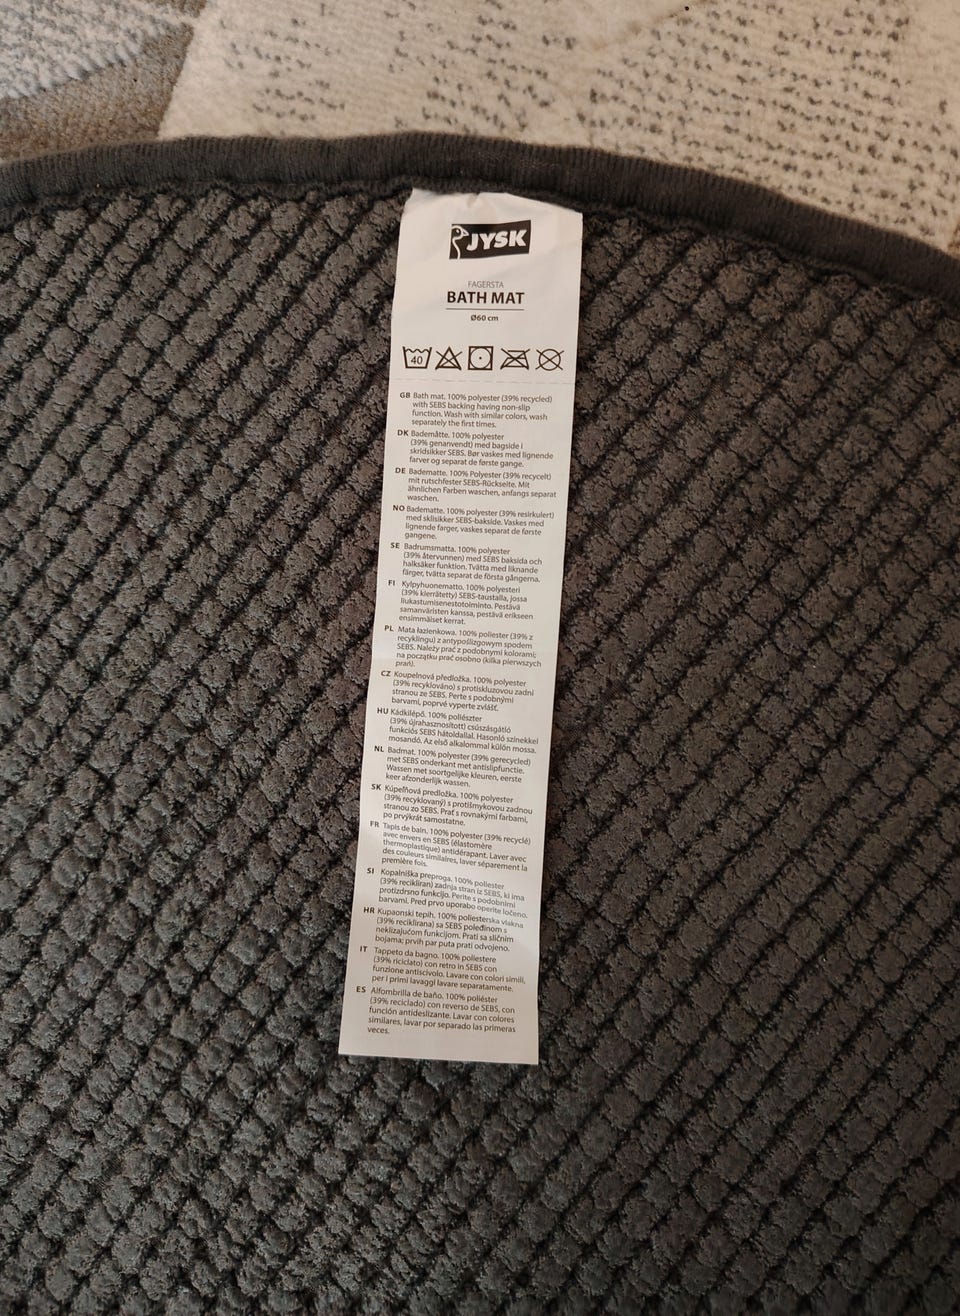 JYSK
FAGERSTA
BATH MAT
Ø60 cm
40
GB Bath mat. 100% polyester (39% recycled)
with SEBS backing having non-slip
function. Wash with similar colors, wash
separately the first times.
DK Bademåtte. 100% polyester
(39% genanvendt) med bagside i
skridsikker SEBS. Bør vaskes med lignende
farver og separat de første gange.
DE Badematte. 100% Polyester (39% recycelt)
mit rutschfester SEBS-Rückseite. Mit
ähnlichen Farben waschen, anfangs separat
waschen.
NO Badematte. 100% polyester (39% resirkulert)
med sklisikker SEBS-bakside. Vaskes med
lignende farger, vaskes separat de første
gangene.
SE Badrumsmatta. 100% polyester
(39% återvunnen) med SEBS baksida och
halksäker funktion. Tvätta med liknande
färger, tvätta separat de första gångerna.
FI Kylpyhuonematto. 100% polyesteri
(39% kierrätetty) SEBS-taustalla, jossa
liukastumisenestotoiminto. Pestävä
samanväristen kanssa, pestävä erikseen
ensimmäiset kerrat.
PL Mata łazienkowa. 100% poliester (39% z
recyklingu) z antypoślizgowym spodem
SEBS. Należy prać z podobnymi kolorami;
na początku prać osobno (kilka pierwszych
prań).
CZ Koupelnová předložka. 100% polyester
(39% recyklováno) s protiskluzovou zadní
stranou ze SEBS. Perte s podobnými
barvami, poprvé vyperte zvlášť.
HU Kádkilépő. 100% poliészter
(39% újrahasznosított) csúszásgátló
funkciós SEBS hátoldallal. Hasonló színekkel
mosandó. Az első alkalommal külön mossa.
NL Badmat. 100% polyester (39% gerecycled)
met SEBS onderkant met antislipfunctie.
Wassen met soortgelijke kleuren, eerste
keer afzonderlijk wassen.
SK Kúpeľňová predložka. 100% polyester
(39% recyklovaný) s protišmykovou zadnou
stranou zo SEBS. Prať s rovnakými farbami,
po prvýkrát samostatne.
FR Tapis de bain. 100% polyester (39% recyclé)
avec envers en SEBS (élastomère
thermoplastique) antidérapant. Laver avec
des couleurs similaires, laver séparement la
première fois.
SI Kopalniška preproga. 100% poliester
(39% recikliran) zadnja stran iz SEBS, ki ima
protizdrsno funkcijo. Perite s podobnimi
barvami. Pred prvo uporabo operite ločeno.
HR Kupaonski tepih. 100% poliesterska vlakna
(39% reciklirana) sa SEBS poleđinom s
neklizajućom funkcijom. Prati sa sličnim
bojama; prvih par puta prati odvojeno.
IT Tappeto da bagno. 100% poliestere
(39% riciclato) con retro in SEBS con
funzione antiscivolo. Lavare con colori simili,
per i primi lavaggi lavare separatamente.
ES Alfombrilla de baño. 100% poliéster
(39% reciclado) con reverso de SEBS, con
función antideslizante. Lavar con colores
similares, lavar por separado las primeras
veces.